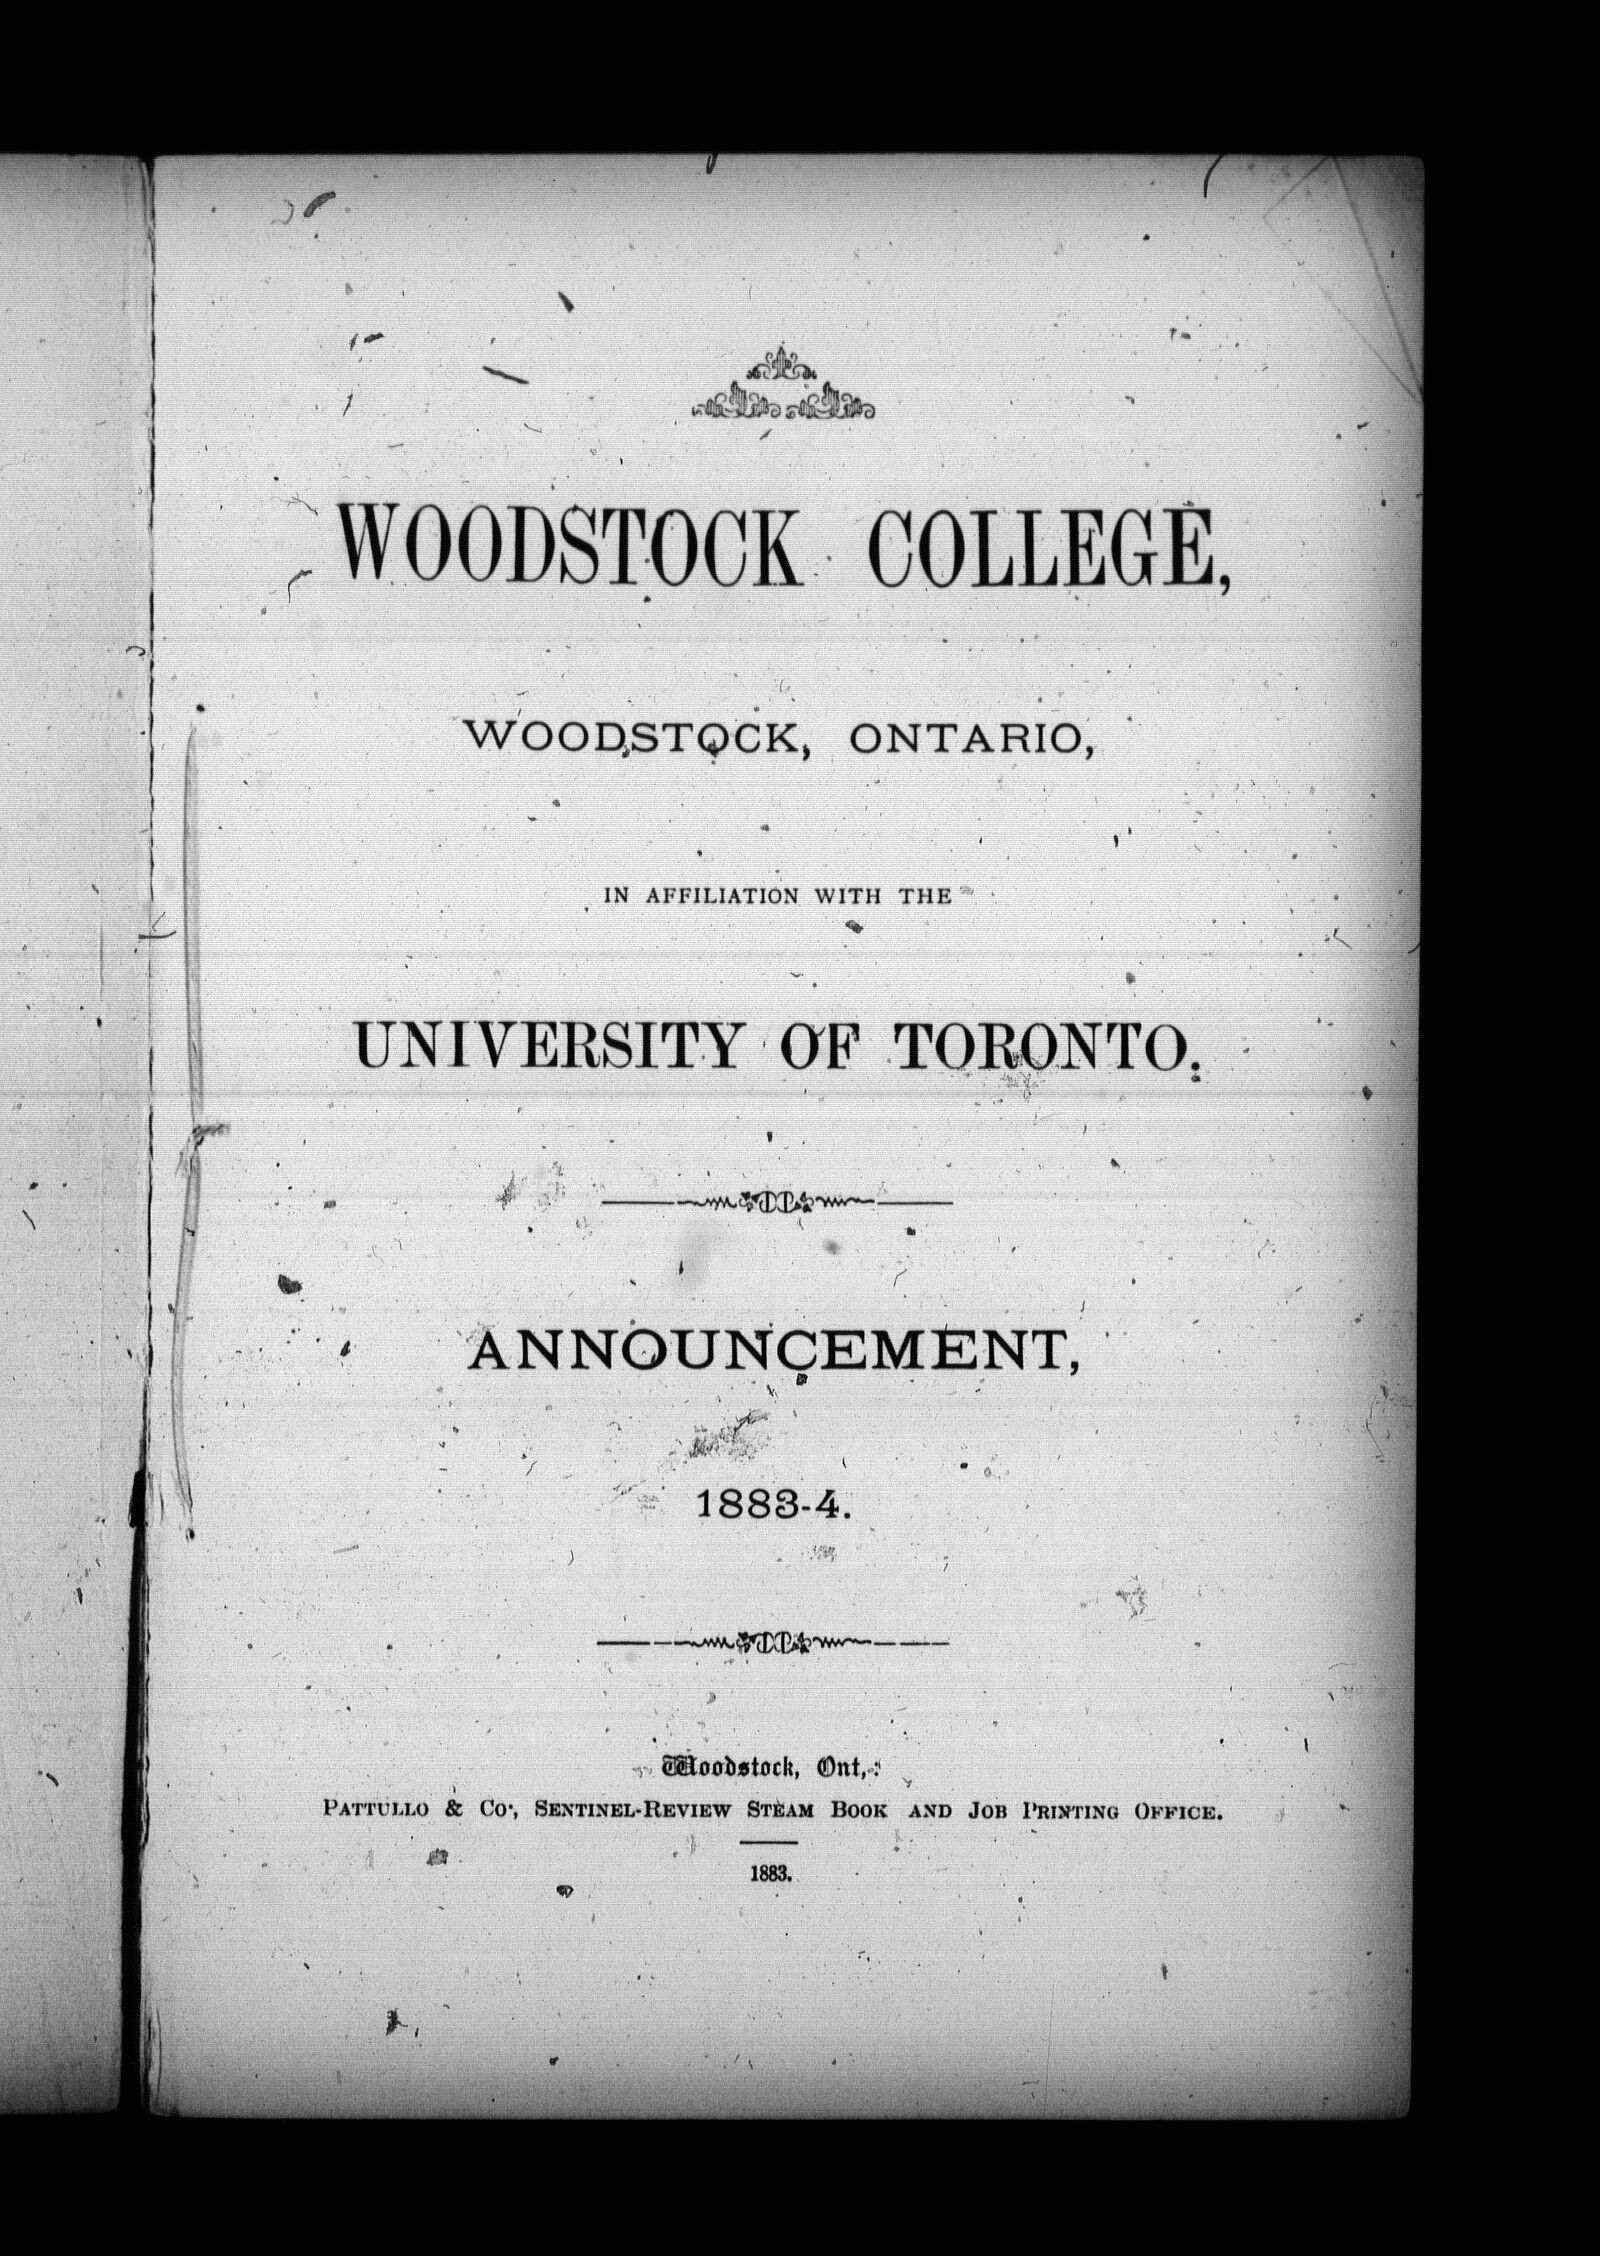 WOODSTOCK COLLEGE,
WOODSTOCK, ONTARIO,
IN AFFILIATION WITH THE
UNIVERSITY OF TORONTO.
ANNOUNCEMENT,
1883-4.
Woodstock, Ont,:
PATTULLO & CO., SENTINEL-REVIEW STEAM BOOK AND JOB PRINTING OFFICE.
1883.